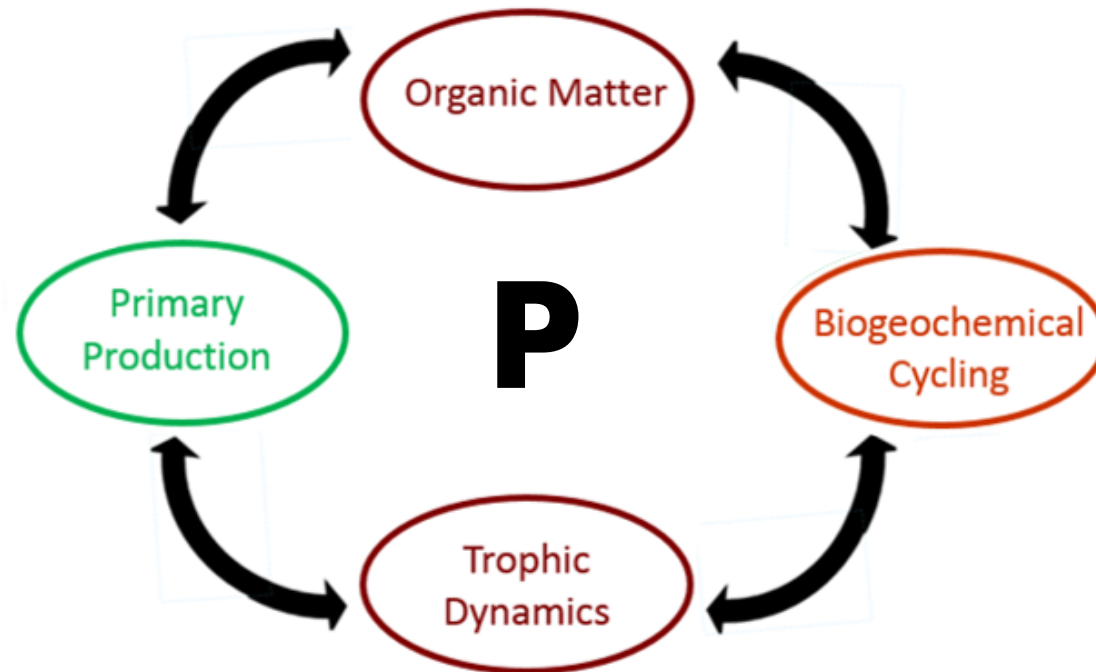 Organic Matter
Primary
Production
P
Biogeochemical
Cycling
Trophic
Dynamics